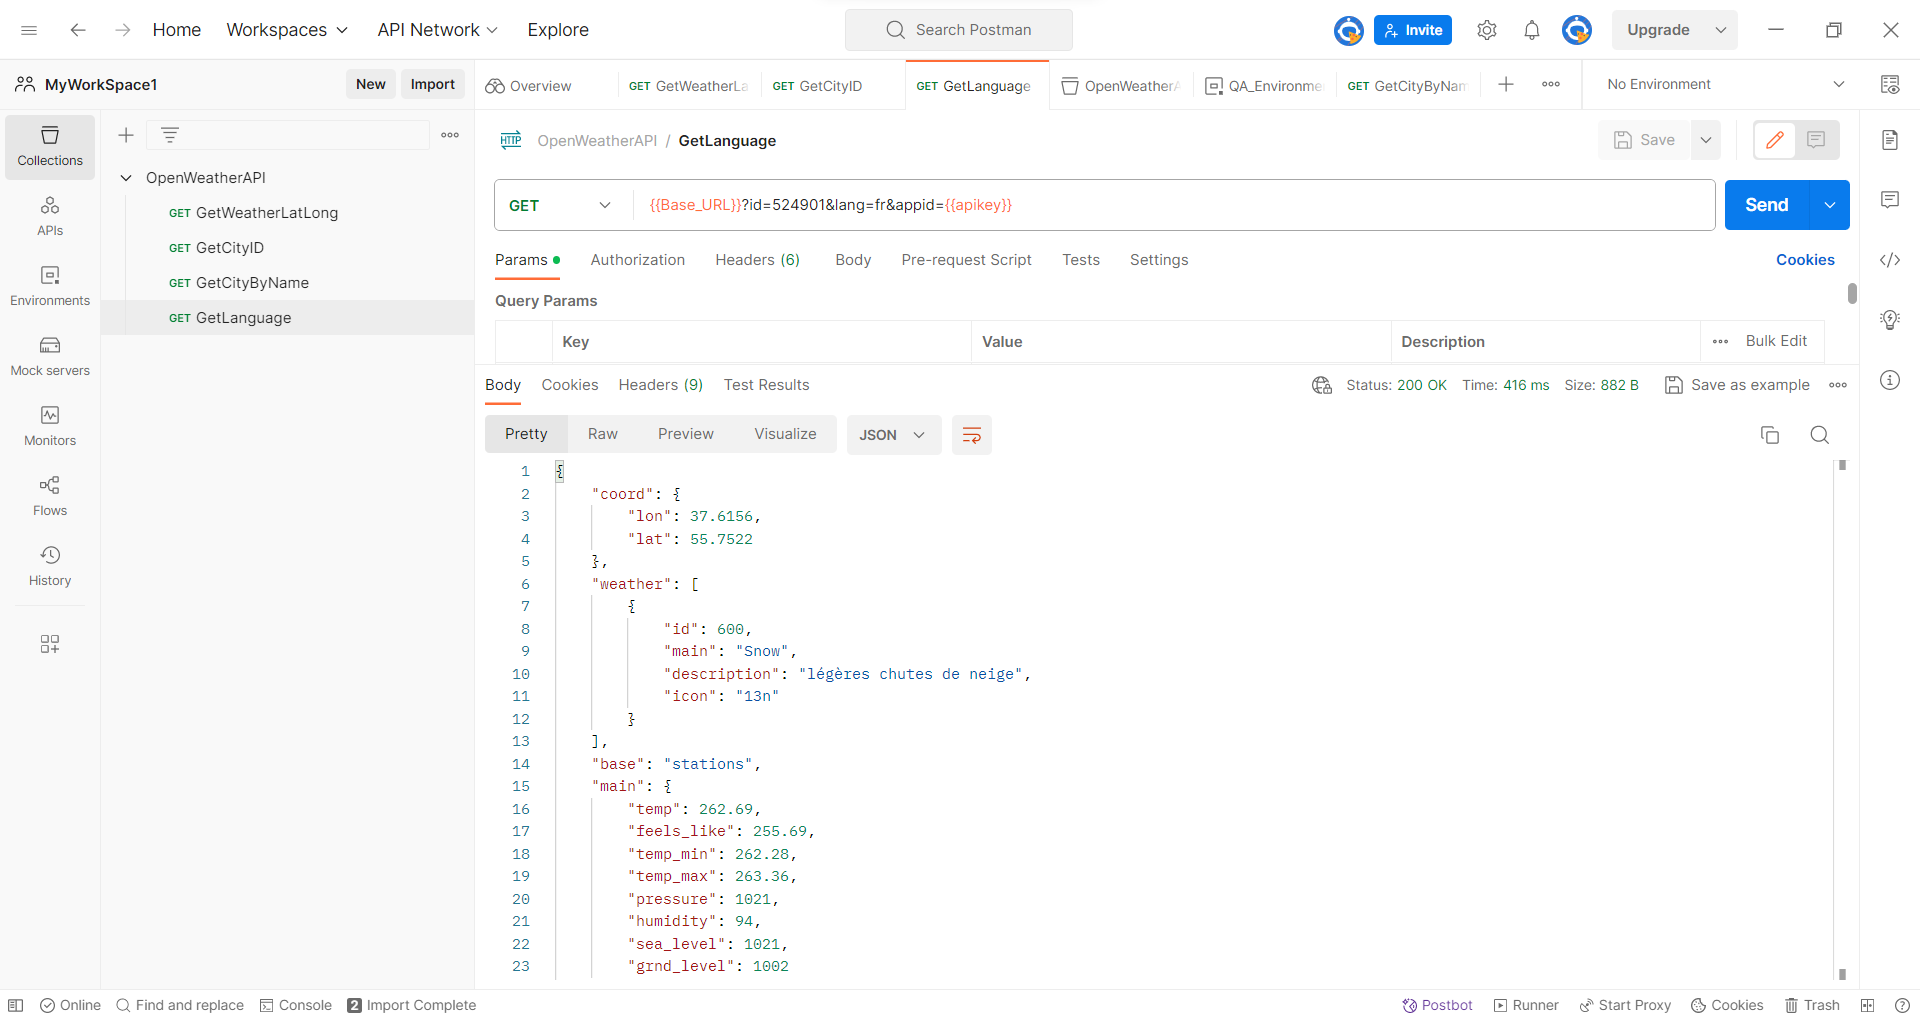 Home Workspaces API Network Explore Search Postman Invite Upgrade
MyWorkSpace1 New Import Overview GET GetWeatherLa GET GetCityID GET GetLanguage OpenWeatherA QA_Environme GET GetCityByNam No Environment
OpenWeatherAPI / GetLanguage Save
Collections
APIs
Environments
Mock servers
Monitors
Flows
History
OpenWeatherAPI
GET GetWeatherLatLong
GET GetCityID
GET GetCityByName
GET GetLanguage
GET {{Base_URL}}?id=524901&lang=fr&appid={{apikey}} Send
Params Authorization Headers (6) Body Pre-request Script Tests Settings Cookies
Query Params
Key Value Description Bulk Edit
Body Cookies Headers (9) Test Results Status: 200 OK Time: 416 ms Size: 882 B Save as example
Pretty Raw Preview Visualize JSON
1 {
2 "coord": {
3 "lon": 37.6156,
4 "lat": 55.7522
5 },
6 "weather": [
7 {
8 "id": 600,
9 "main": "Snow",
10 "description": "légères chutes de neige",
11 "icon": "13n"
12 }
13 ],
14 "base": "stations",
15 "main": {
16 "temp": 262.69,
17 "feels_like": 255.69,
18 "temp_min": 262.28,
19 "temp_max": 263.36,
20 "pressure": 1021,
21 "humidity": 94,
22 "sea_level": 1021,
23 "grnd_level": 1002
Online Find and replace Console 2 Import Complete Postbot Runner Start Proxy Cookies Trash